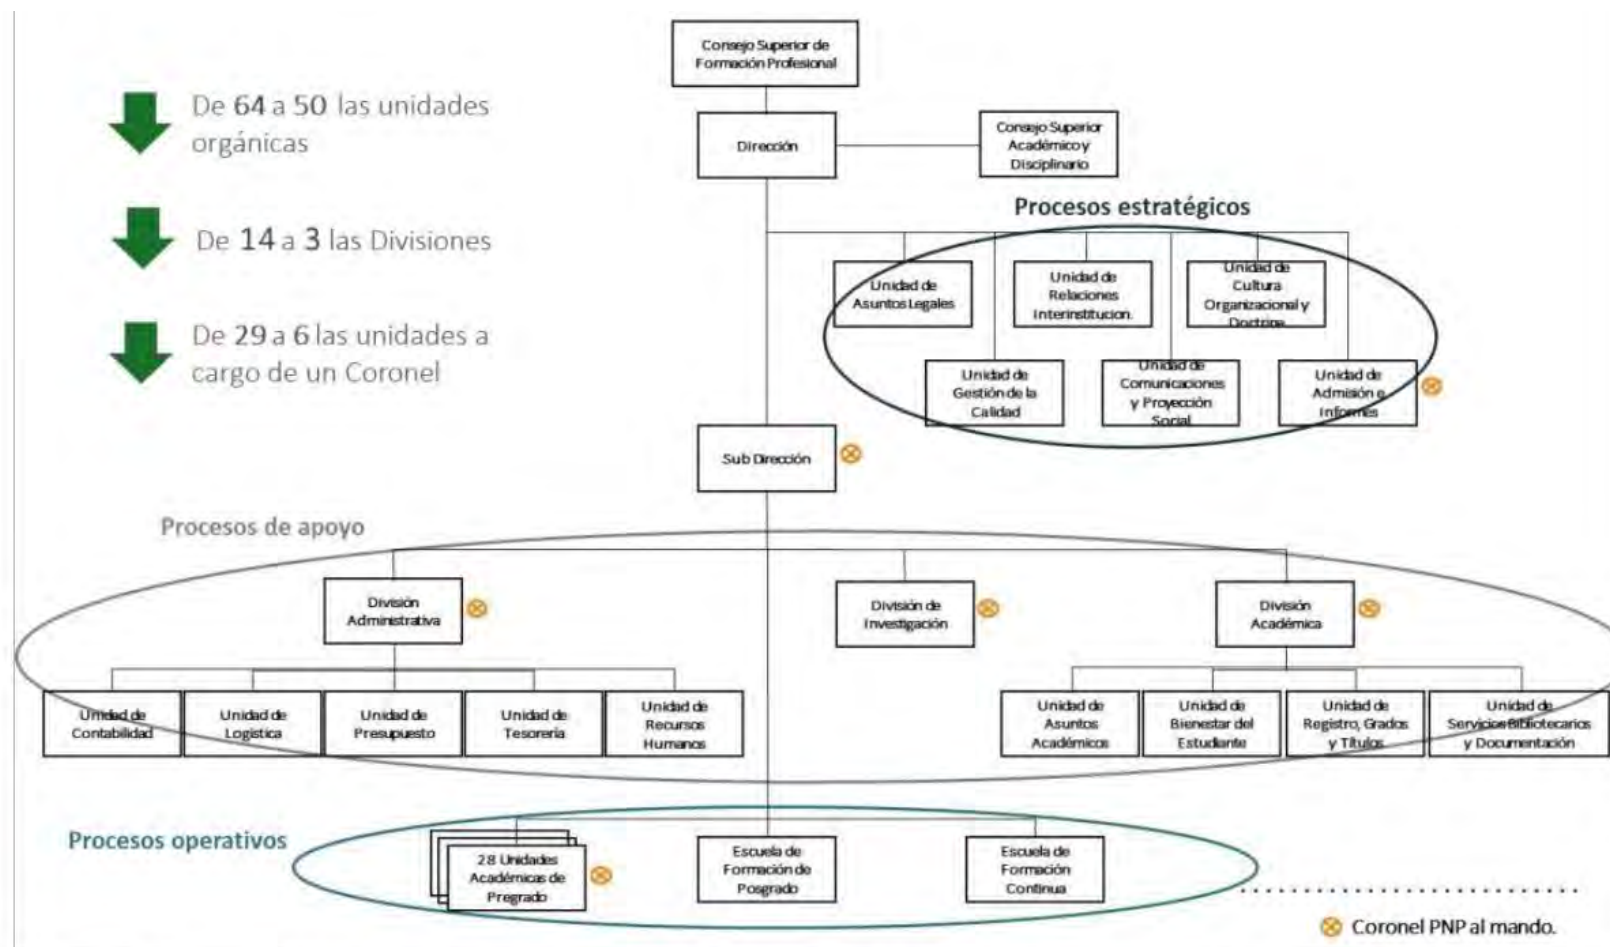 Consejo Superior de
Formación Profesional
De 64 a 50 las unidades
orgánicas
Dirección
Consejo Superior
Académico y
Disciplinario
Procesos estratégicos
De 14 a 3 las Divisiones
Unidad de
Asuntos Legales
Unidad de
Relaciones
Interinstitucion.
Unidad de
Cultura
Organizacional y
Doctrina
De 29 a 6 las unidades a
cargo de un Coronel
Unidad de
Gestión de la
Calidad
Unidad de
Comunicaciones
y Proyección
Social
Unidad de
Admisión e
Informes
Sub Dirección
Procesos de apoyo
División
Administrativa
División de
Investigación
División
Académica
Unidad de
Contabilidad
Unidad de
Logística
Unidad de
Presupuesto
Unidad de
Tesorería
Unidad de
Recursos
Humanos
Unidad de
Asuntos
Académicos
Unidad de
Bienestar del
Estudiante
Unidad de
Registro, Grados
y Títulos
Unidad de
Servicios Bibliotecarios
y Documentación
Procesos operativos
28 Unidades
Académicas de
Pregrado
Escuela de
Formación de
Posgrado
Escuela de
Formación
Continua
Coronel PNP al mando.